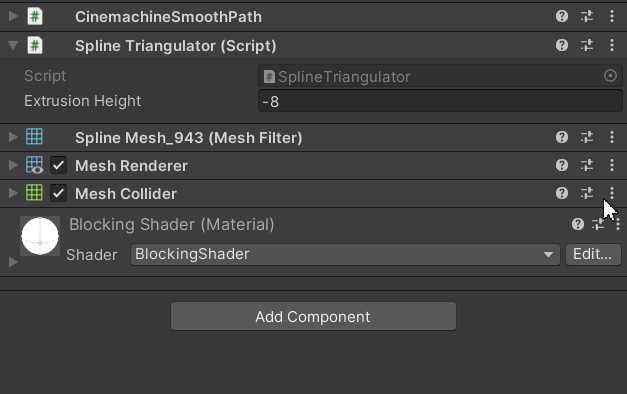 CinemachineSmoothPath
Spline Triangulator (Script)
Script SplineTriangulator
Extrusion Height -8
Spline Mesh_943 (Mesh Filter)
Mesh Renderer
Mesh Collider
Blocking Shader (Material)
Shader BlockingShader Edit...
Add Component